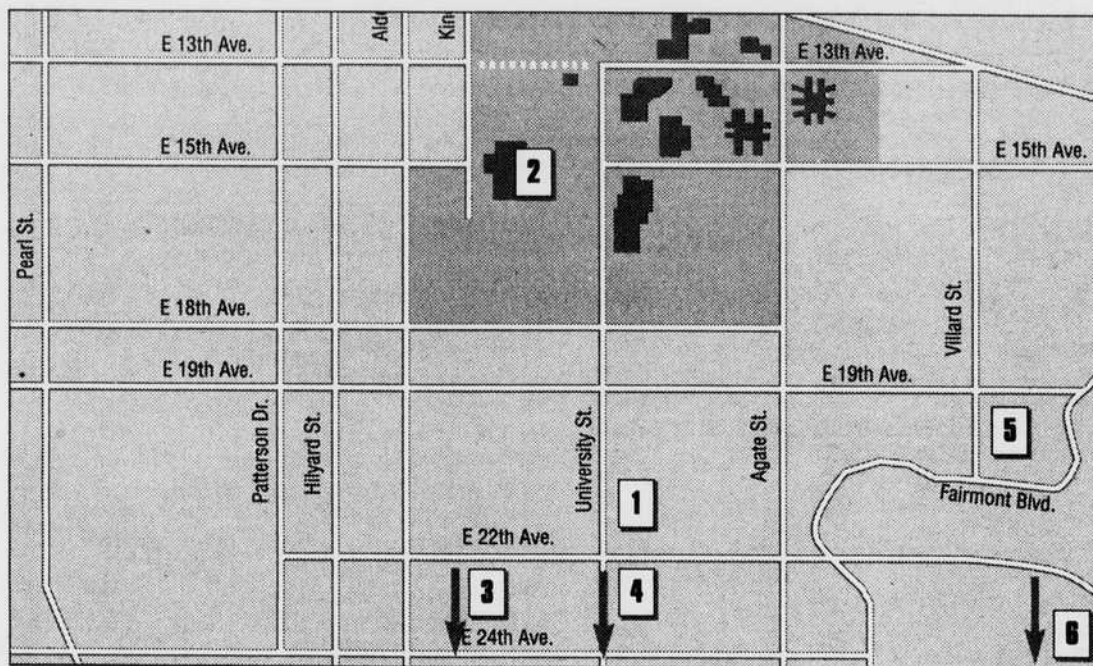 E 13th Ave.
E 13th Ave.
E 15th Ave.
2
E 15th Ave.
Pearl St.
E 18th Ave.
Villard St.
E 19th Ave.
E 19th Ave.
Patterson Dr.
Hilyard St.
University St.
Agate St.
5
1
Fairmont Blvd.
E 22th Ave.
3
4
E 24th Ave.
6